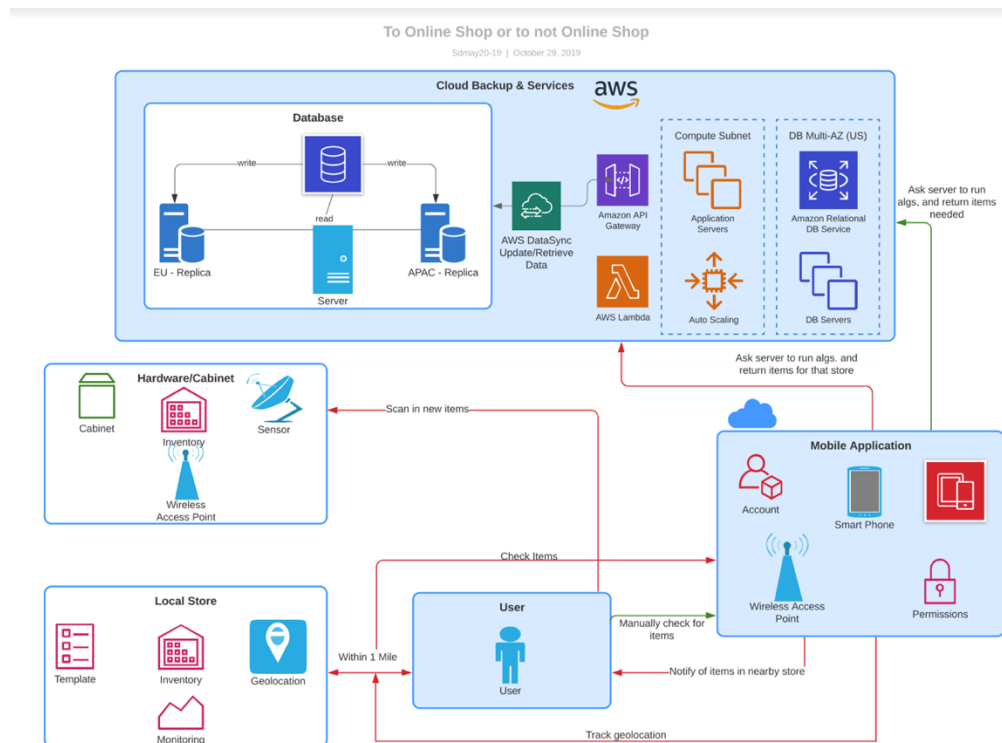 To Online Shop or to not Online Shop
Sdmay20-19 | October 29, 2019
Cloud Backup & Services
aws
Database
write
write
read
EU - Replica
Server
APAC - Replica
AWS DataSync
Update/Retrieve
Data
Amazon API
Gateway
AWS Lambda
Compute Subnet
Application
Servers
Auto Scaling
DB Multi-AZ (US)
Amazon Relational
DB Service
DB Servers
Ask server to run
algs, and return items
needed
Ask server to run algs. and
return items for that store
Hardware/Cabinet
Cabinet
Inventory
Sensor
Wireless
Access Point
Scan in new items
Mobile Application
Account
Smart Phone
Wireless Access
Point
Permissions
Check Items
Local Store
Template
Inventory
Geolocation
Monitoring
Within 1 Mile
User
User
Manually check for
items
Notify of items in nearby store
Track geolocation